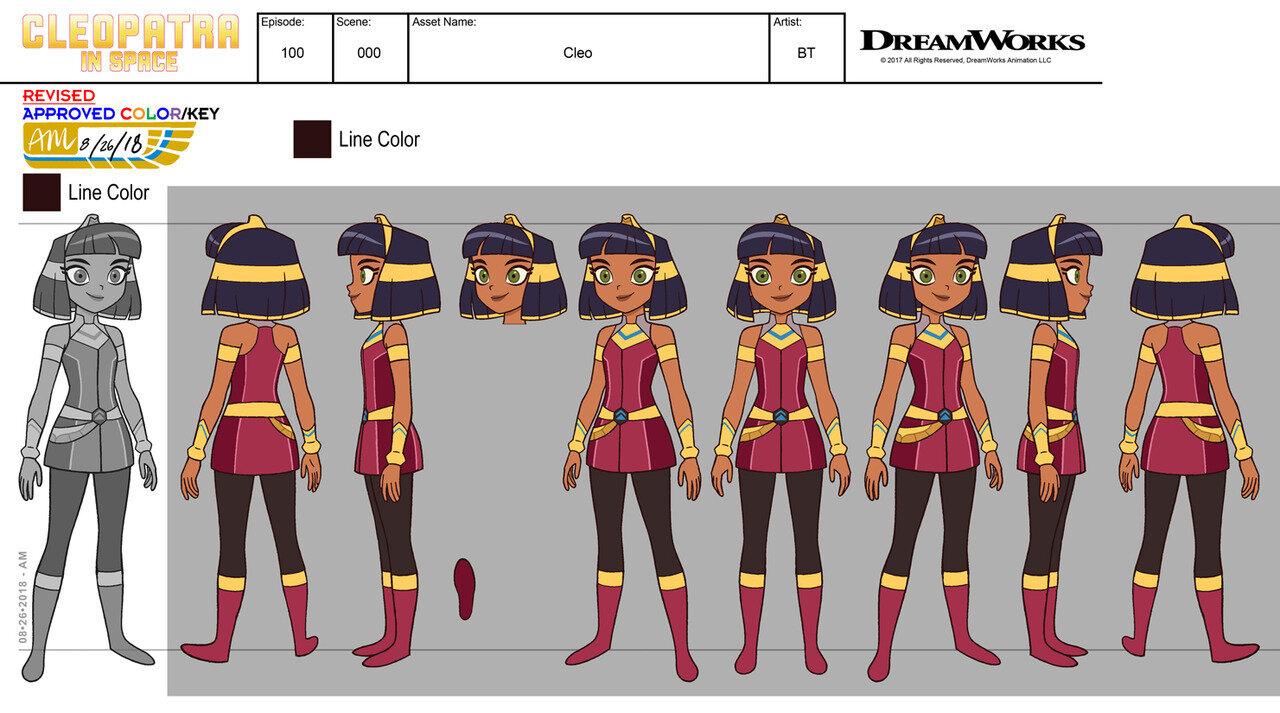 CLEOPATRA
IN SPACE
Episode:
100
Scene:
000
Asset Name:
Cleo
Artist:
BT
DREAMWORKS
© 2017 All Rights Reserved, DreamWorks Animation LLC
REVISED
APPROVED COLOR/KEY
AM 8/26/18
Line Color
Line Color
08•26•2018 - AM